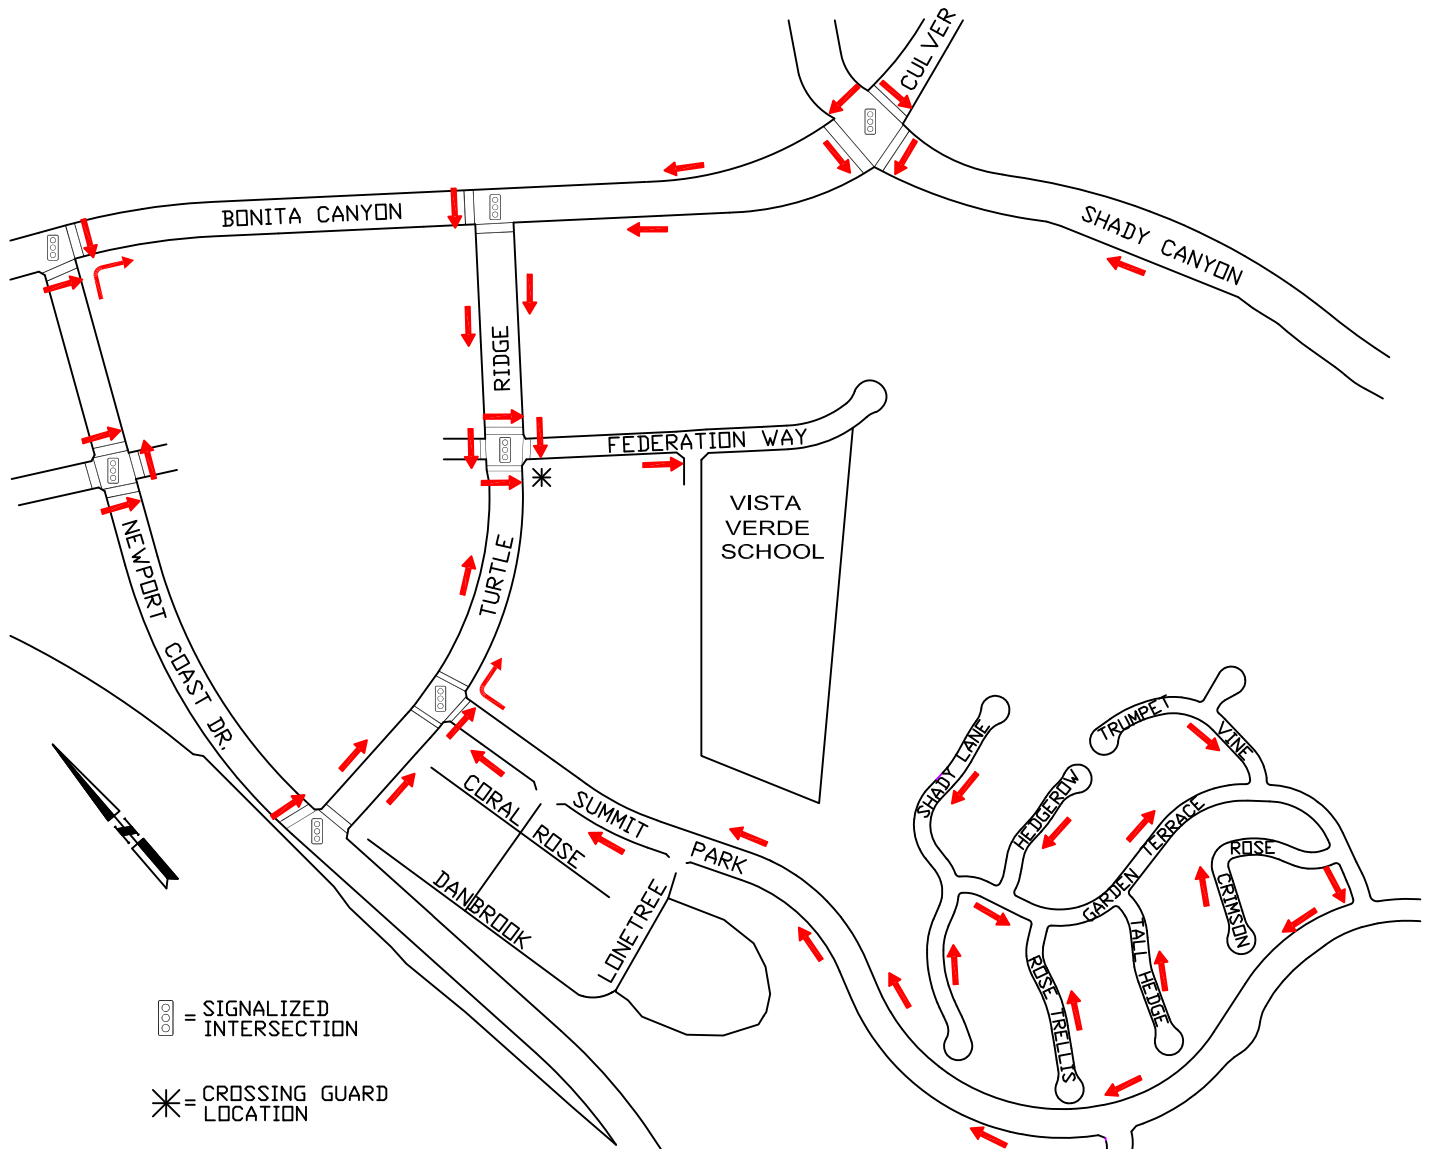 CULVER
BONITA CANYON
SHADY CANYON
RIDGE
FEDERATION WAY
VISTA
VERDE
SCHOOL
NEWPORT COAST DR.
TURTLE
SHADY LANE
TRUMPET
VINE
HEDGEROW
CORAL ROSE
SUMMIT PARK
GARDEN TERRACE
ROSE
CRIMSON
DANBROOK
LONETREE
TALL HEDGE
ROSE TRELLIS
N
= SIGNALIZED
INTERSECTION
= CROSSING GUARD
LOCATION